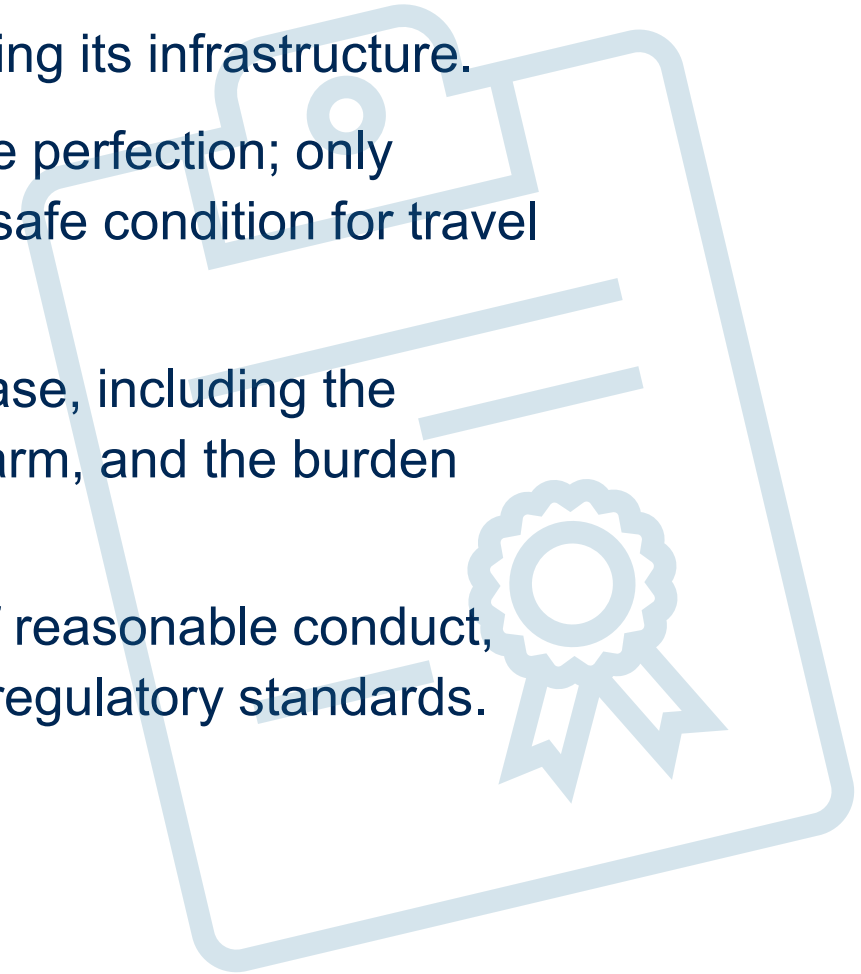 ing its infrastructure.
e perfection; only
safe condition for travel
ase, including the
arm, and the burden
reasonable conduct,
regulatory standards.